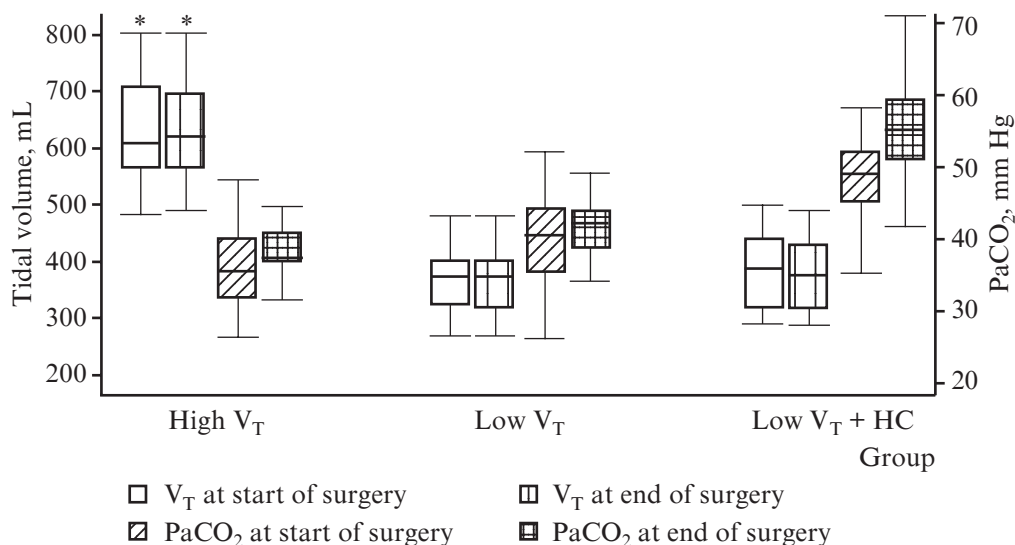 * *
800
700
600
500
400
300
200
Tidal volume, mL
70
60
50
40
30
20
PaCO₂, mm Hg
High V_T
Low V_T
Low V_T + HC
Group
V_T at start of surgery
V_T at end of surgery
PaCO₂ at start of surgery
PaCO₂ at end of surgery